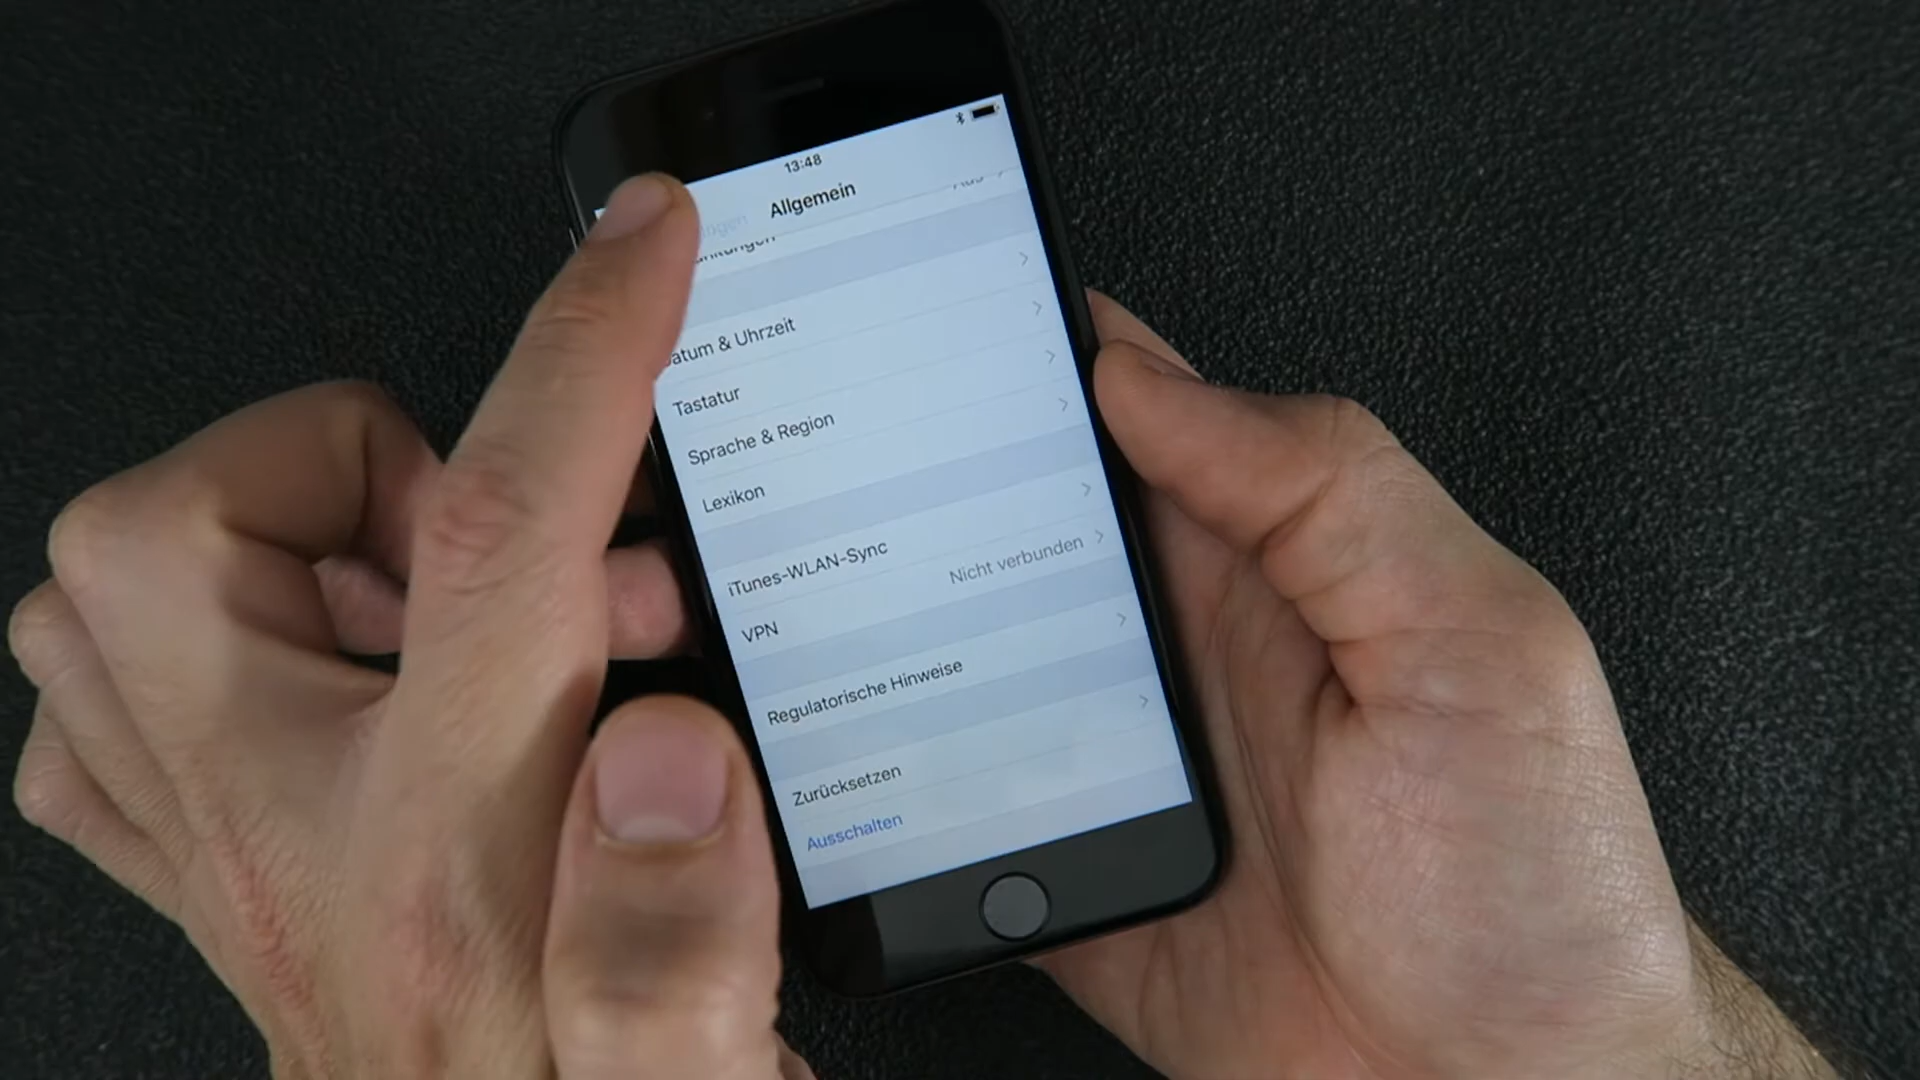 13:48
Allgemein
Datum & Uhrzeit
Tastatur
Sprache & Region
Lexikon
iTunes-WLAN-Sync
VPN Nicht verbunden
Regulatorische Hinweise
Zurücksetzen
Ausschalten